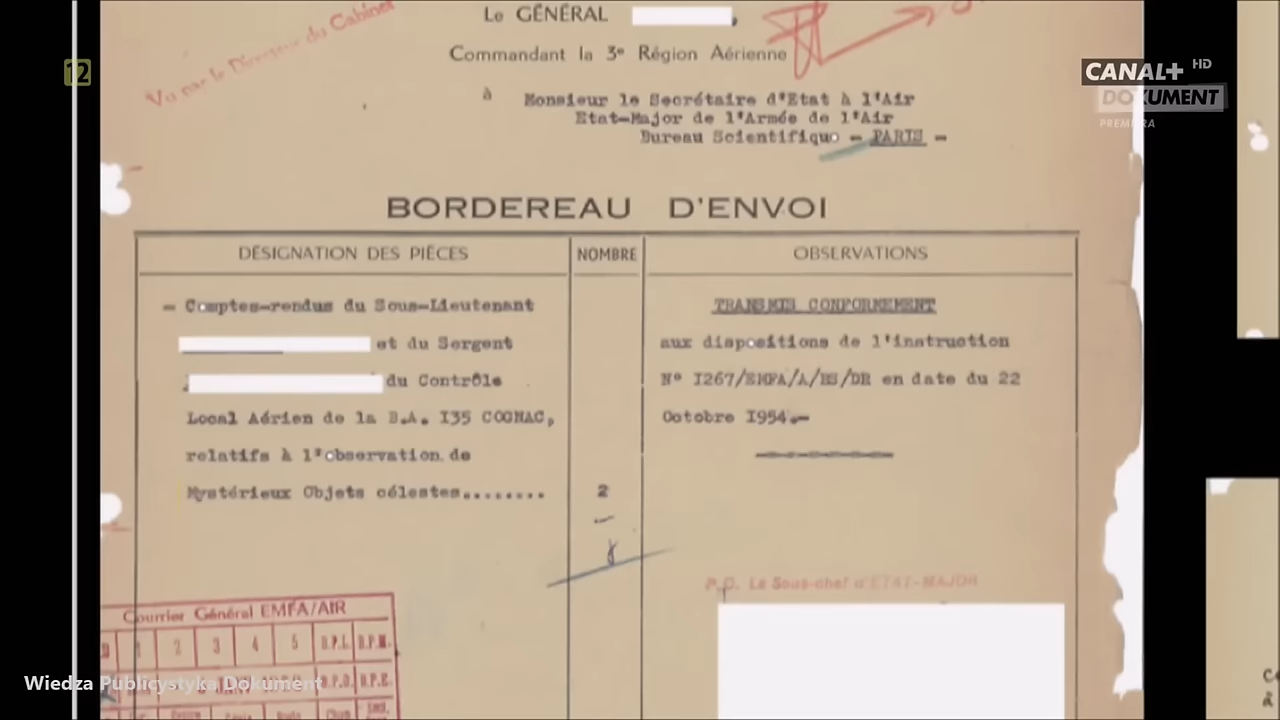 Vu par le Directeur du Cabinet
Le GÉNÉRAL ,
Commandant la 3e Région Aérienne
à Monsieur le Secrétaire d'Etat à l'Air
Etat-Major de l'Armée de l'Air
Bureau Scientifique - PARIS -
12
CANAL+ HD
DOKUMENT
PREMIERA
BORDEREAU D'ENVOI
DÉSIGNATION DES PIÈCES NOMBRE OBSERVATIONS
- Comptes-rendus du Sous-Lieutenant
et du Sergent
du Contrôle
Local Aérien de la B.A. I35 COGNAC,
relatifs à l'observation de
Mystérieux Objets célestes........
2
TRANSMIS CONFORMEMENT
aux dispositions de l'instruction
N° I267/EMFA/A/BS/DR en date du 22
Octobre I954.-
P.O. Le Sous-chef d'ETAT-MAJOR
Courrier Général EMFA/AIR
1 2 3 4 5 B.P.L. B.P.M.
B.P.O. B.P.E.
Wiedza Publicystyka Dokument